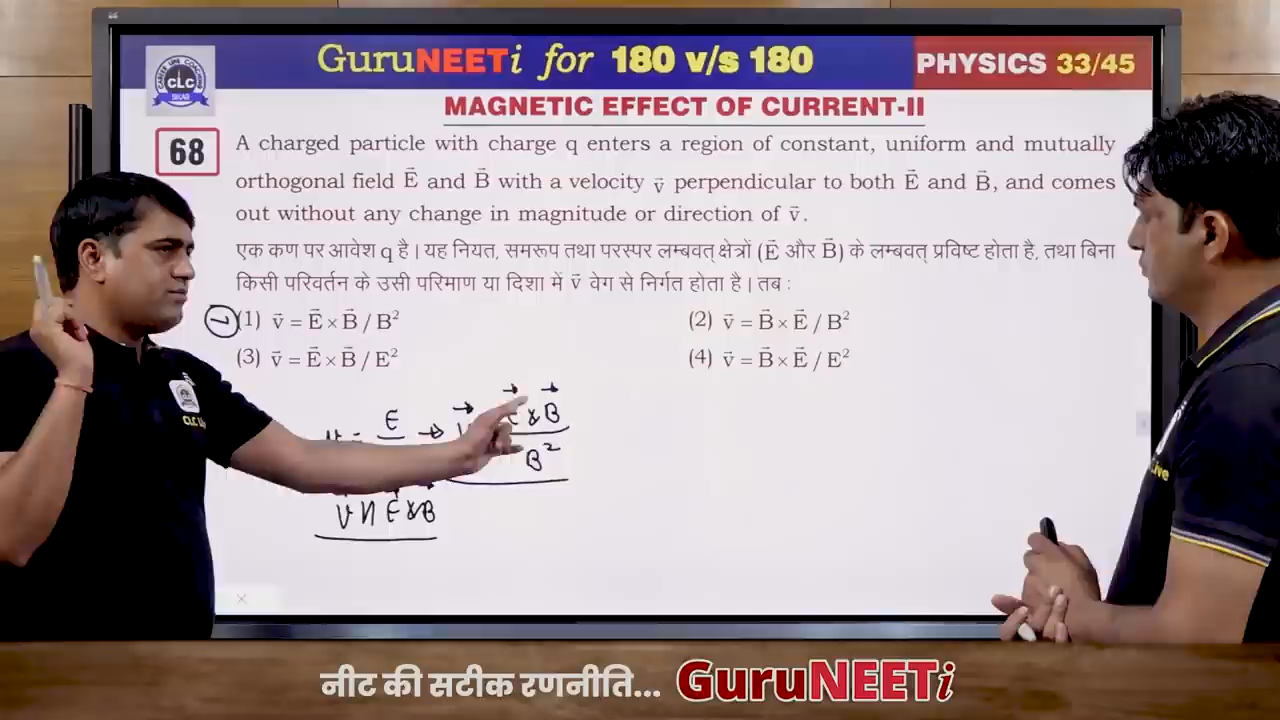 GuruNEETi for 180 v/s 180
PHYSICS 33/45
CLC
SIKAR
MAGNETIC EFFECT OF CURRENT-II
68
A charged particle with charge q enters a region of constant, uniform and mutually
orthogonal field E⃗ and B⃗ with a velocity v⃗ perpendicular to both E⃗ and B⃗, and comes
out without any change in magnitude or direction of v⃗.
एक कण पर आवेश q है। यह नियत, समरूप तथा परस्पर लम्बवत् क्षेत्रों (E⃗ और B⃗) के लम्बवत् प्रविष्ट होता है, तथा बिना
किसी परिवर्तन के उसी परिमाण या दिशा में v⃗ वेग से निर्गत होता है। तब :
(1) v⃗ = E⃗ × B⃗ / B²
(2) v⃗ = B⃗ × E⃗ / B²
(3) v⃗ = E⃗ × B⃗ / E²
(4) v⃗ = B⃗ × E⃗ / E²
E → × B⃗
B²
V⃗ || E⃗ × B⃗
CLC
Live
नीट की सटीक रणनीति... GuruNEETi